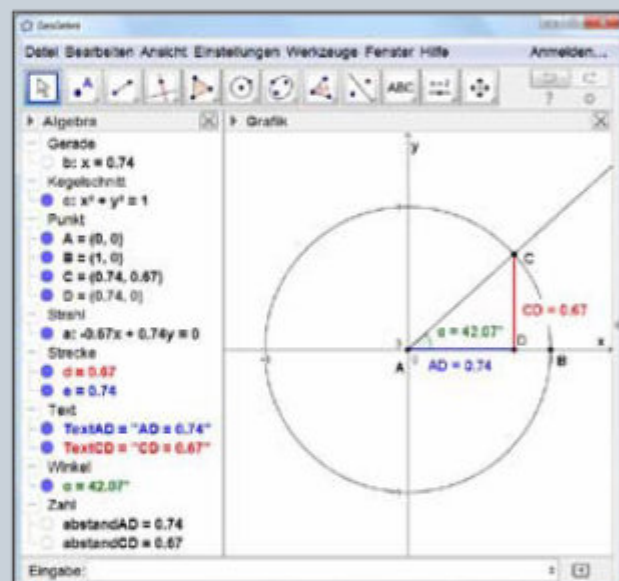 GeoGebra
Datei Bearbeiten Ansicht Einstellungen Werkzeuge Fenster Hilfe Anmelden...
ABC
a=2
?
Algebra
Grafik
Gerade
b: x = 0.74
Kegelschnitt
c: x² + y² = 1
Punkt
A = (0, 0)
B = (1, 0)
C = (0.74, 0.67)
D = (0.74, 0)
Strahl
a: -0.67x + 0.74y = 0
Strecke
d = 0.67
e = 0.74
Text
TextAD = "AD = 0.74"
TextCD = "CD = 0.67"
Winkel
α = 42.07°
Zahl
abstandAD = 0.74
abstandCD = 0.67
y
C
CD = 0.67
α = 42.07°
x
A
D
B
AD = 0.74
Eingabe: